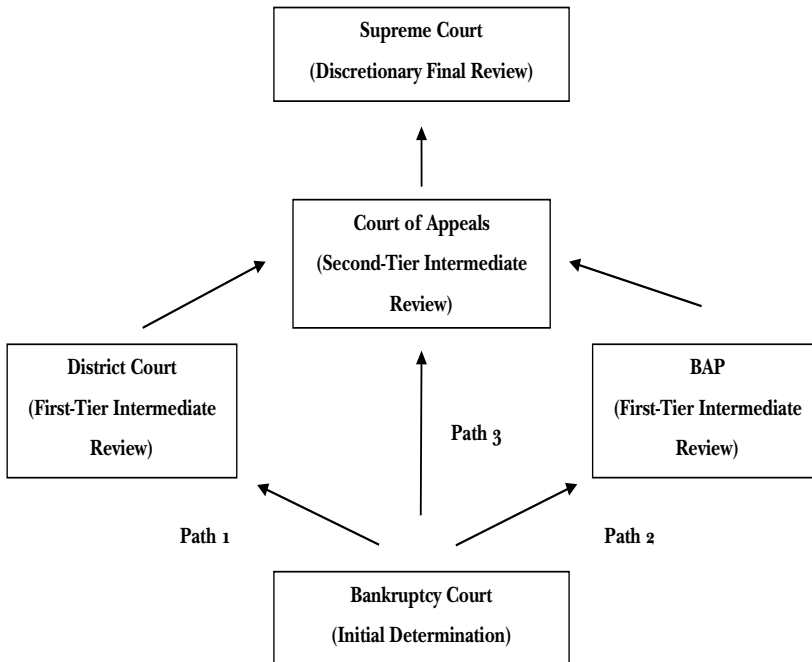 Supreme Court
(Discretionary Final Review)
Court of Appeals
(Second-Tier Intermediate
Review)
District Court
(First-Tier Intermediate
Review)
BAP
(First-Tier Intermediate
Review)
Path 3
Path 1
Path 2
Bankruptcy Court
(Initial Determination)